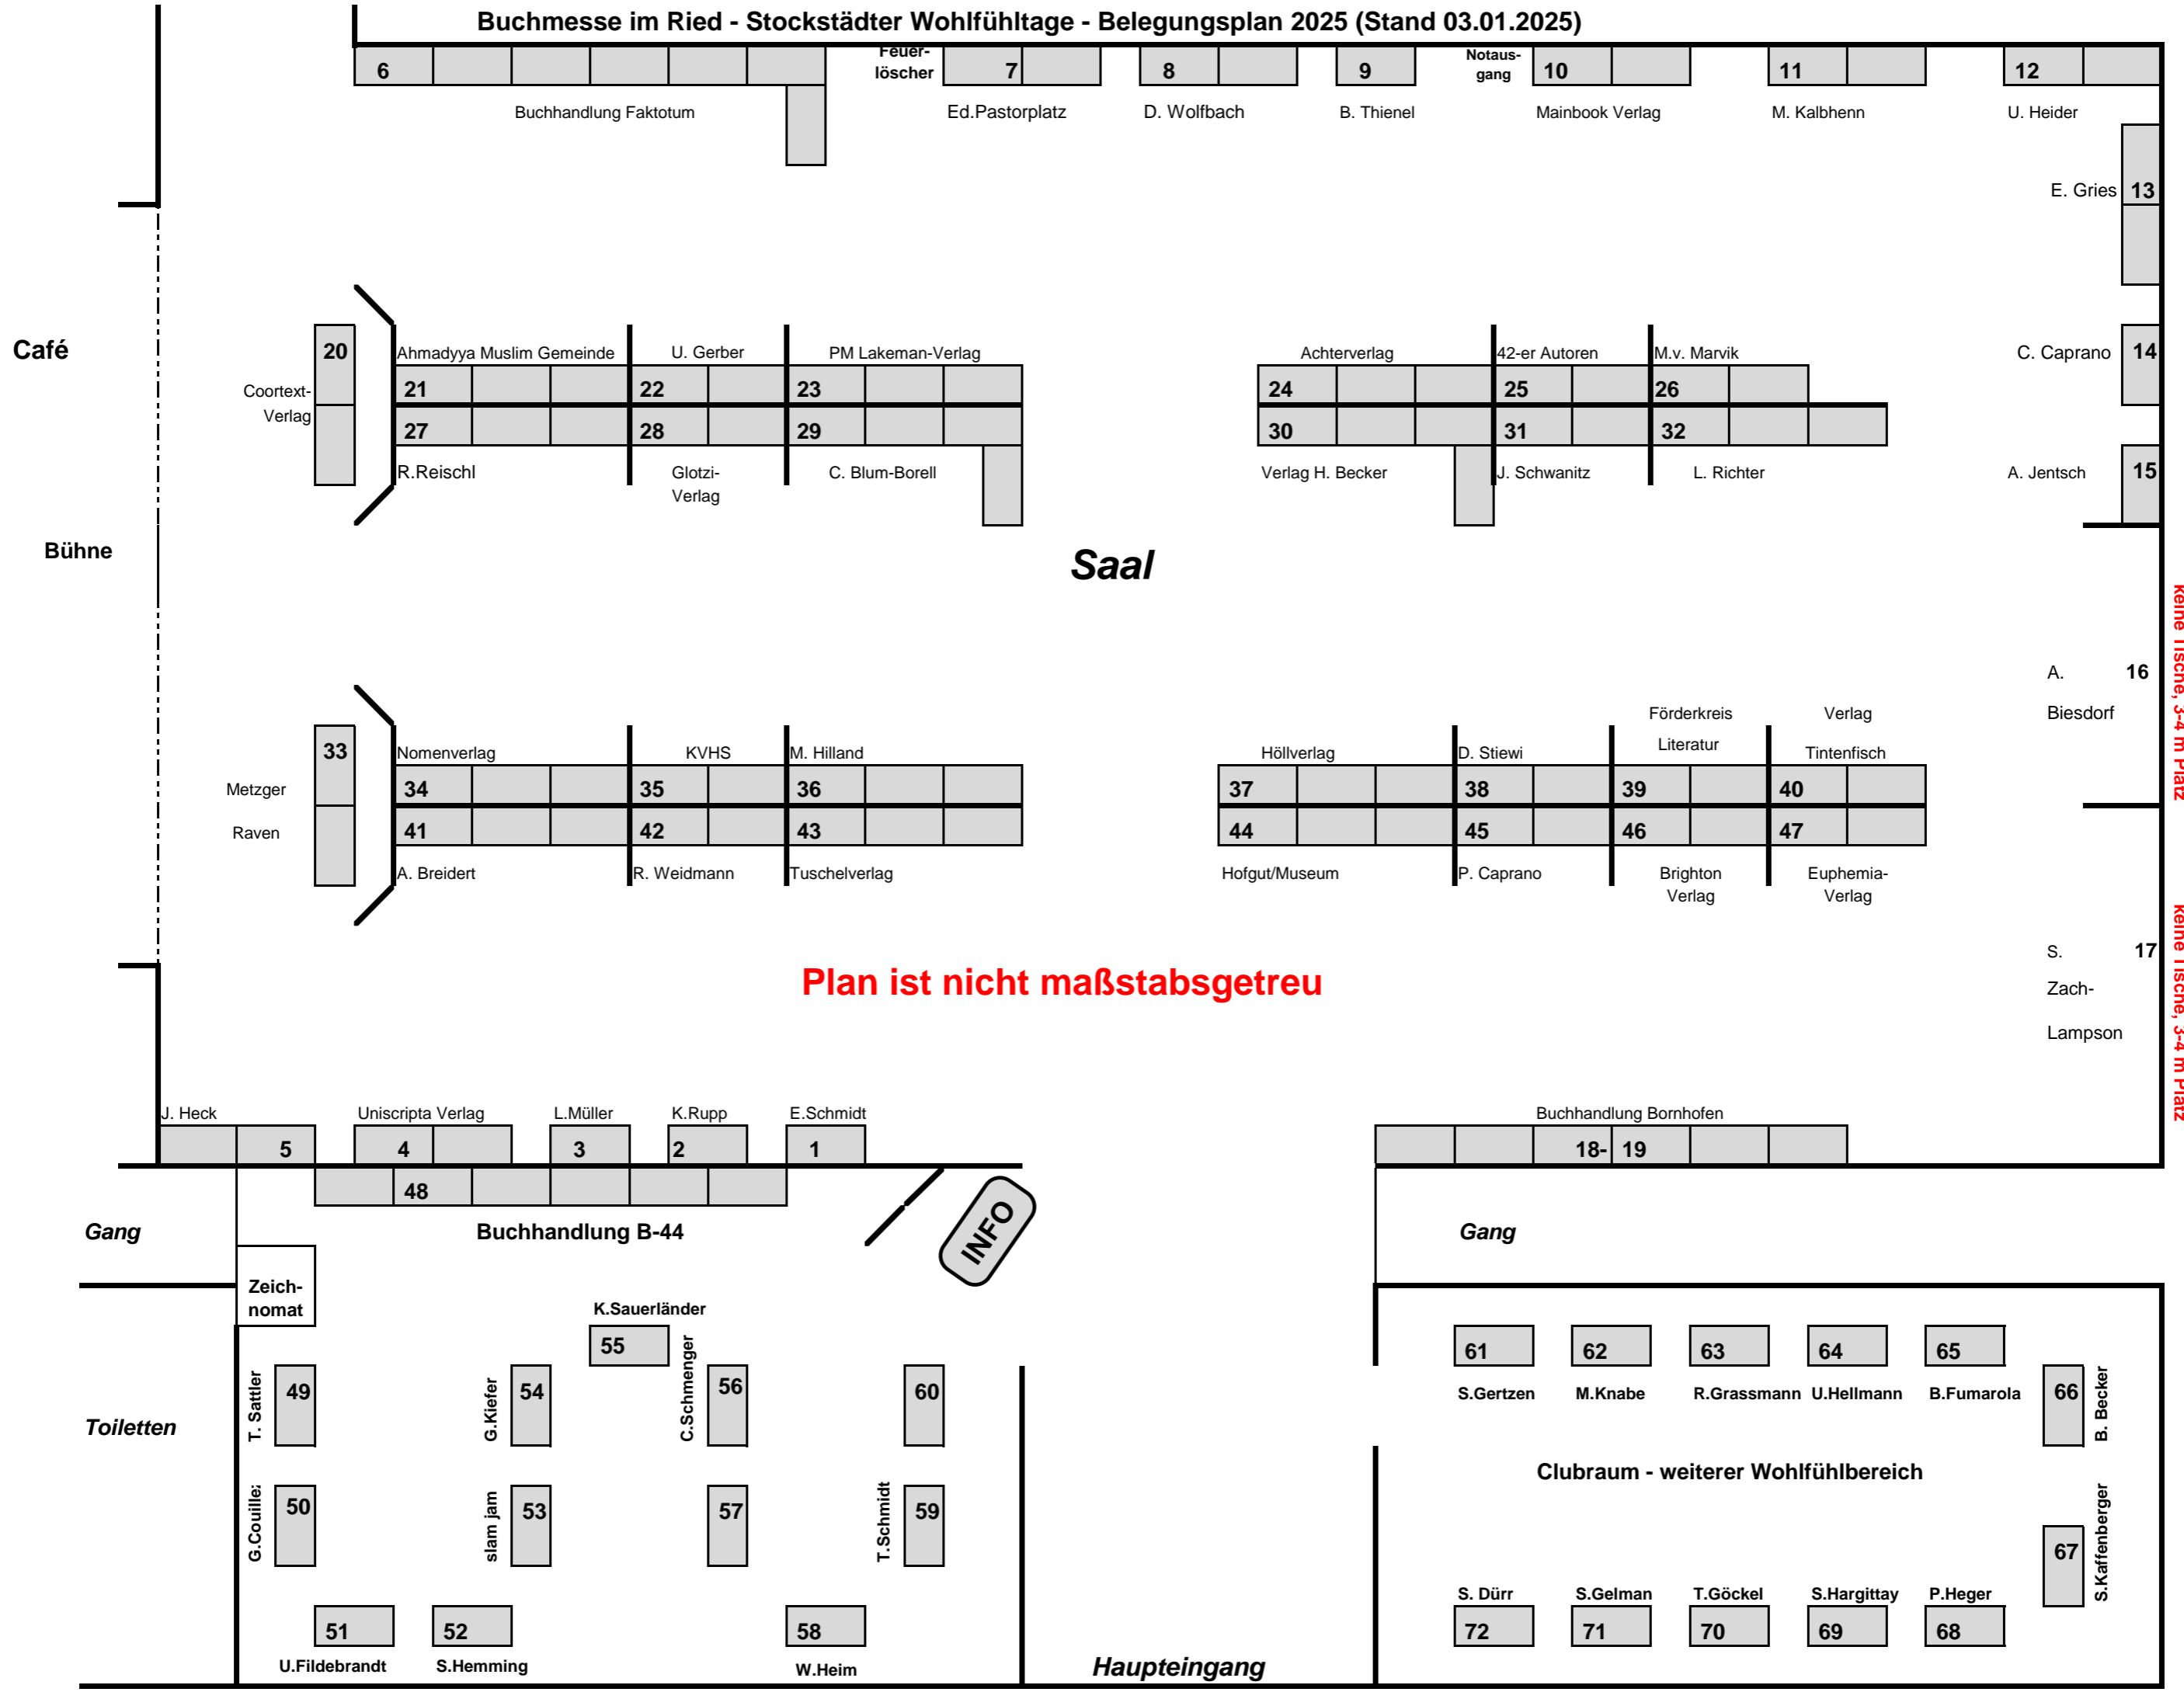 Buchmesse im Ried - Stockstädter Wohlfühltage - Belegungsplan 2025 (Stand 03.01.2025)
6
Feuer-
löscher
7
8
9
Notaus-
gang
10
11
12
Buchhandlung Faktotum
Ed.Pastorplatz
D. Wolfbach
B. Thienel
Mainbook Verlag
M. Kalbhenn
U. Heider
E. Gries
13
Café
20
Coortext-
Verlag
Ahmadyya Muslim Gemeinde
U. Gerber
PM Lakeman-Verlag
21
22
23
27
28
29
R.Reischl
Glotzi-
Verlag
C. Blum-Borell
Achterverlag
42-er Autoren
M.v. Marvik
24
25
26
30
31
32
Verlag H. Becker
J. Schwanitz
L. Richter
C. Caprano
14
A. Jentsch
15
Bühne
Saal
keine Tische, 3-4 m Platz
A.
16
Biesdorf
33
Metzger
Raven
Nomenverlag
KVHS
M. Hilland
34
35
36
41
42
43
A. Breidert
R. Weidmann
Tuschelverlag
Höllverlag
D. Stiewi
Förderkreis
Literatur
Verlag
Tintenfisch
37
38
39
40
44
45
46
47
Hofgut/Museum
P. Caprano
Brighton
Verlag
Euphemia-
Verlag
Plan ist nicht maßstabsgetreu
keine Tische, 3-4 m Platz
S.
17
Zach-
Lampson
J. Heck
Uniscripta Verlag
L.Müller
K.Rupp
E.Schmidt
5
4
3
2
1
Buchhandlung Bornhofen
18-
19
48
Gang
Buchhandlung B-44
INFO
Gang
Zeich-
nomat
K.Sauerländer
55
Toiletten
T. Sattler
49
G.Kiefer
54
C.Schmenger
56
60
50
slam jam
53
57
T.Schmidt
59
51
52
58
U.Fildebrandt
S.Hemming
W.Heim
Haupteingang
61
62
63
64
65
S.Gertzen
M.Knabe
R.Grassmann
U.Hellmann
B.Fumarola
66
B. Becker
Clubraum - weiterer Wohlfühlbereich
67
S.Kaffenberger
S. Dürr
S.Gelman
T.Göckel
S.Hargittay
P.Heger
72
71
70
69
68